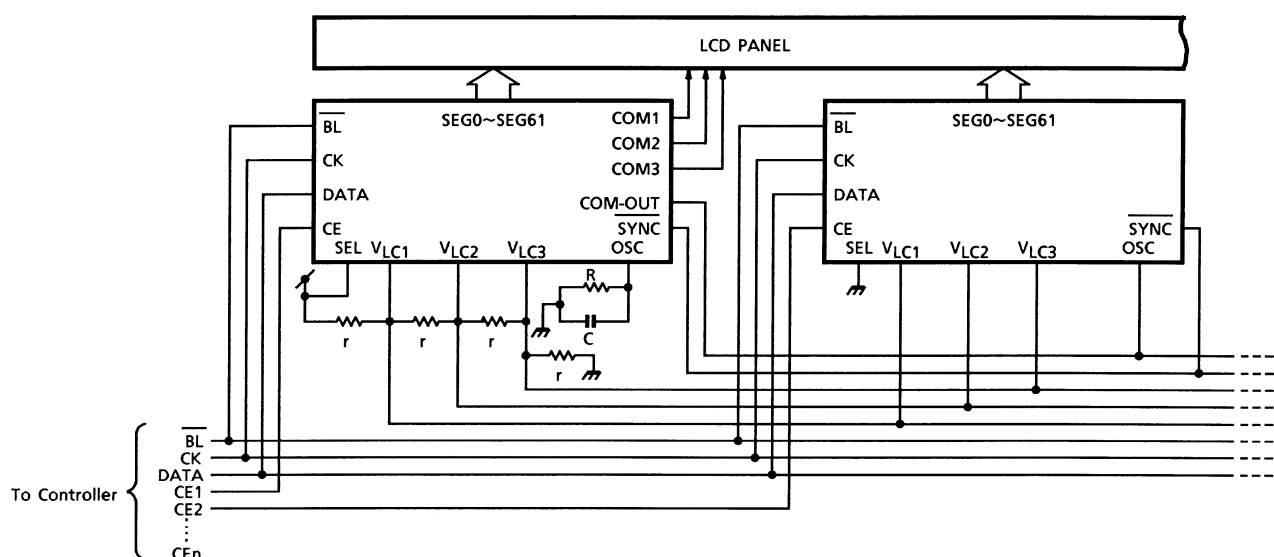 LCD PANEL
SEG0~SEG61
BL
CK
DATA
CE
SEL
VLC1
VLC2
VLC3
COM1
COM2
COM3
COM-OUT
SYNC
OSC
R
C
r
r
r
r
SEG0~SEG61
BL
CK
DATA
CE
SEL
VLC1
VLC2
VLC3
SYNC
OSC
To Controller
BL
CK
DATA
CE1
CE2
CEn